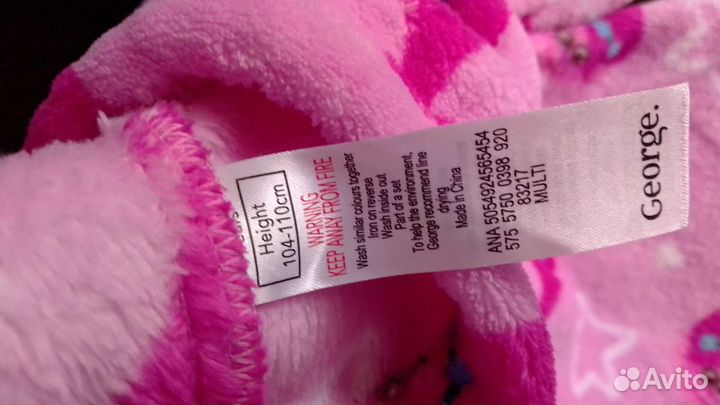 Height
104-110cm
WARNING
KEEP AWAY FROM FIRE
Wash similar colours together
Iron on reverse
Wash inside out
Part of a set
To help the environment,
George recommend line
drying
Made in China
ANA 5054924565454
575 5750 0398 920
83217
MULTI
George.
Avito